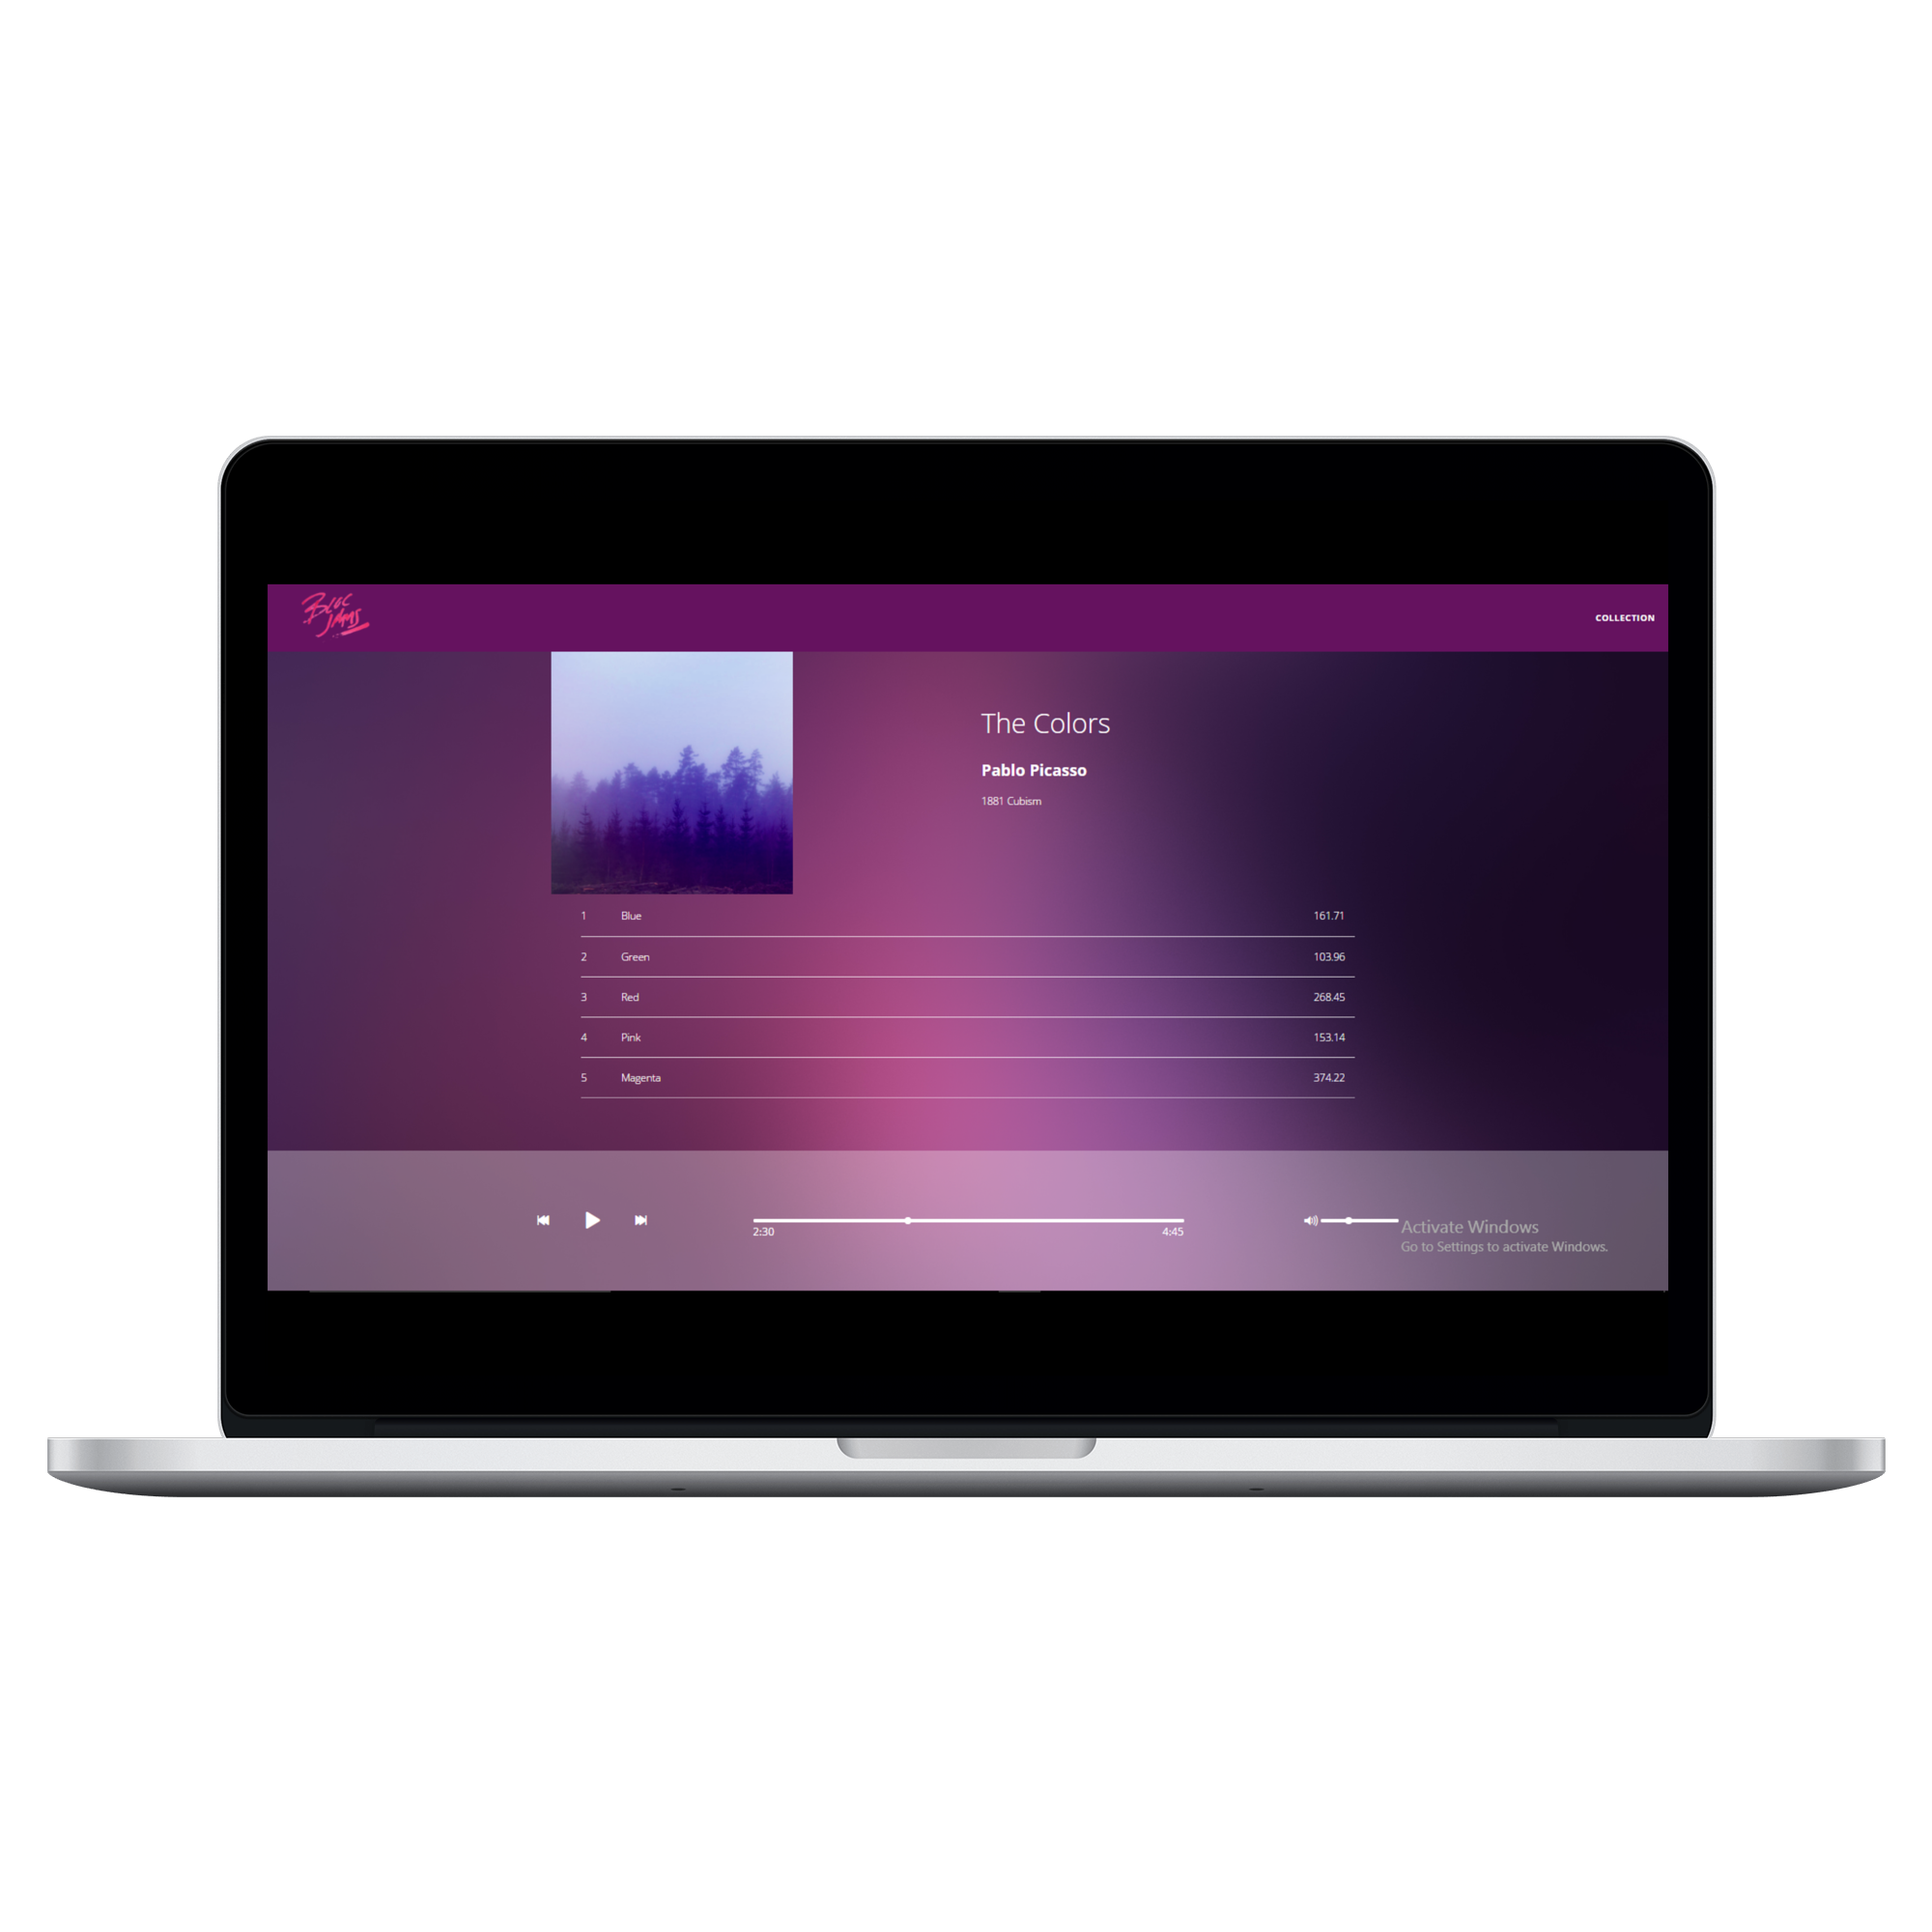 BLOC
JAMS
COLLECTION
The Colors
Pablo Picasso
1881 Cubism
1 Blue 161.71
2 Green 103.96
3 Red 268.45
4 Pink 153.14
5 Magenta 374.22
2:30 4:45
Activate Windows
Go to Settings to activate Windows.